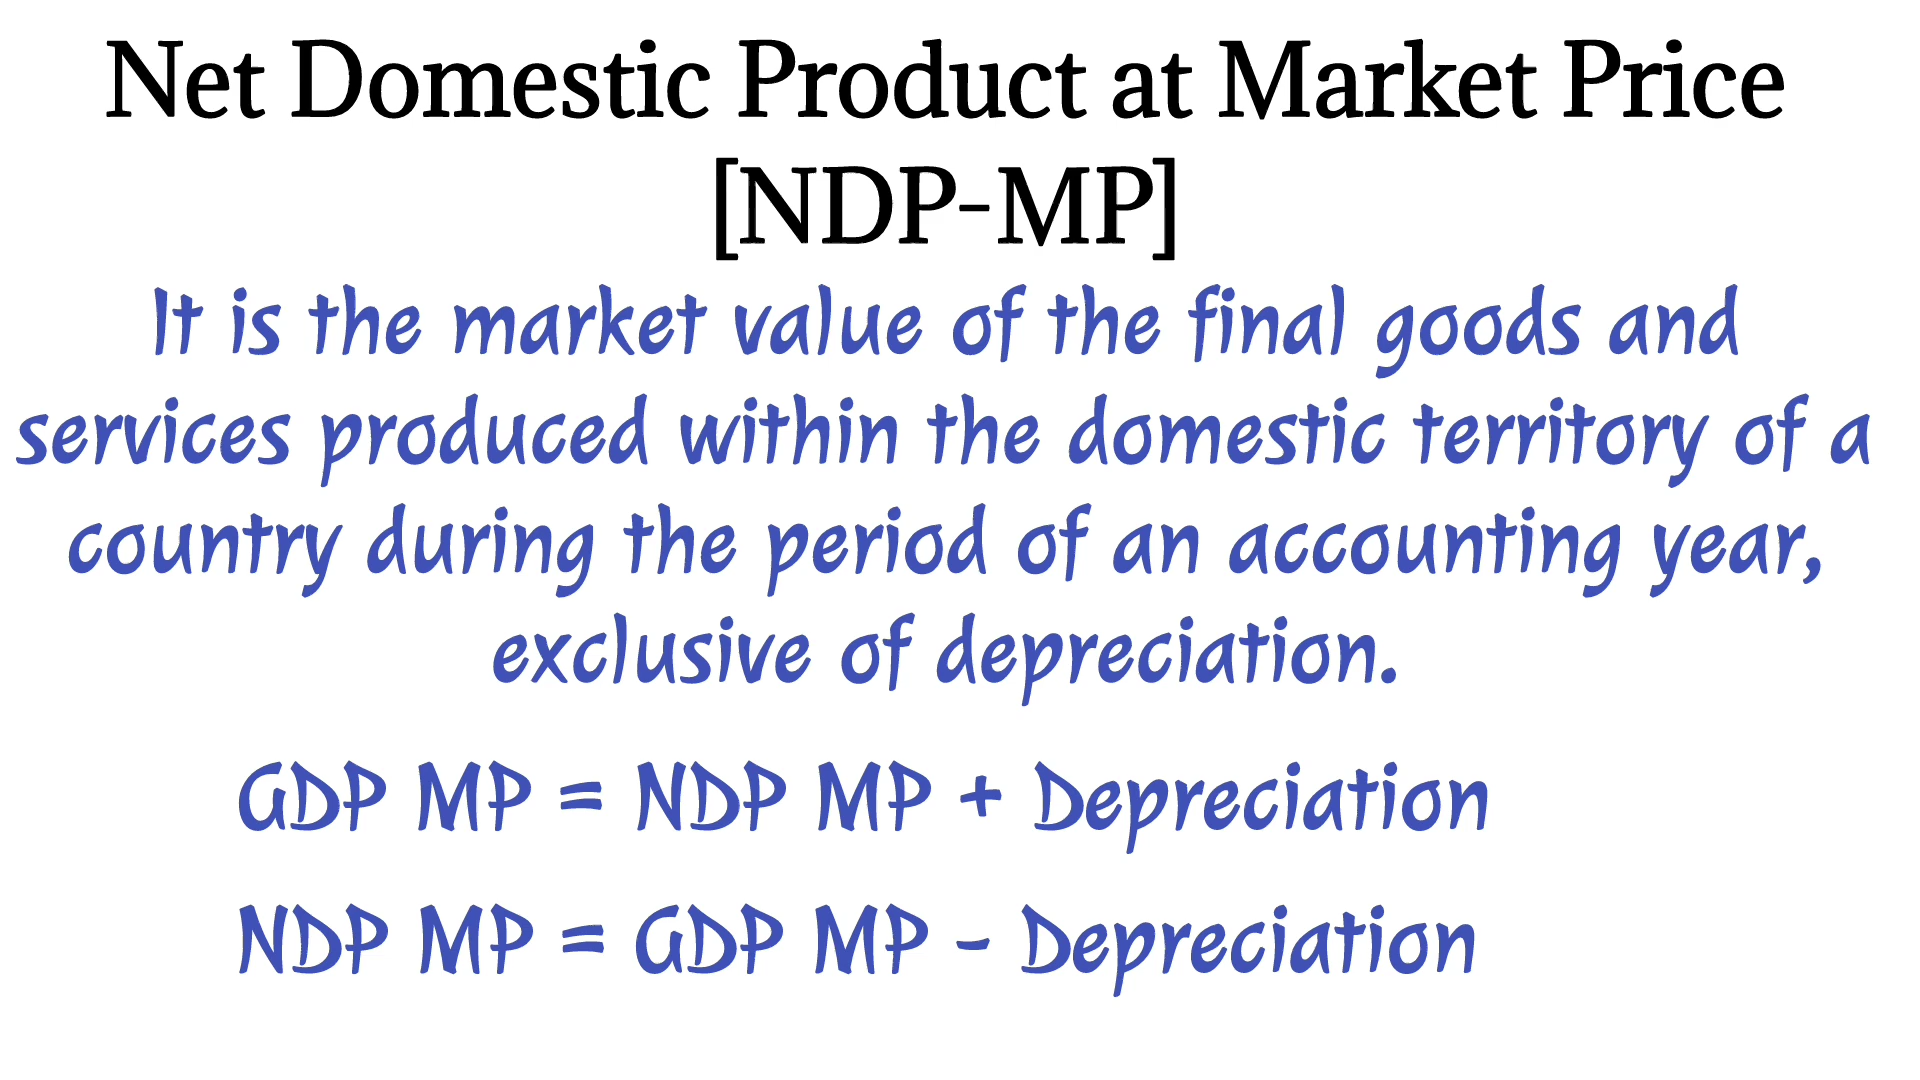 Net Domestic Product at Market Price
[NDP-MP]
It is the market value of the final goods and
services produced within the domestic territory of a
country during the period of an accounting year,
exclusive of depreciation.
GDP MP = NDP MP + Depreciation
NDP MP = GDP MP - Depreciation